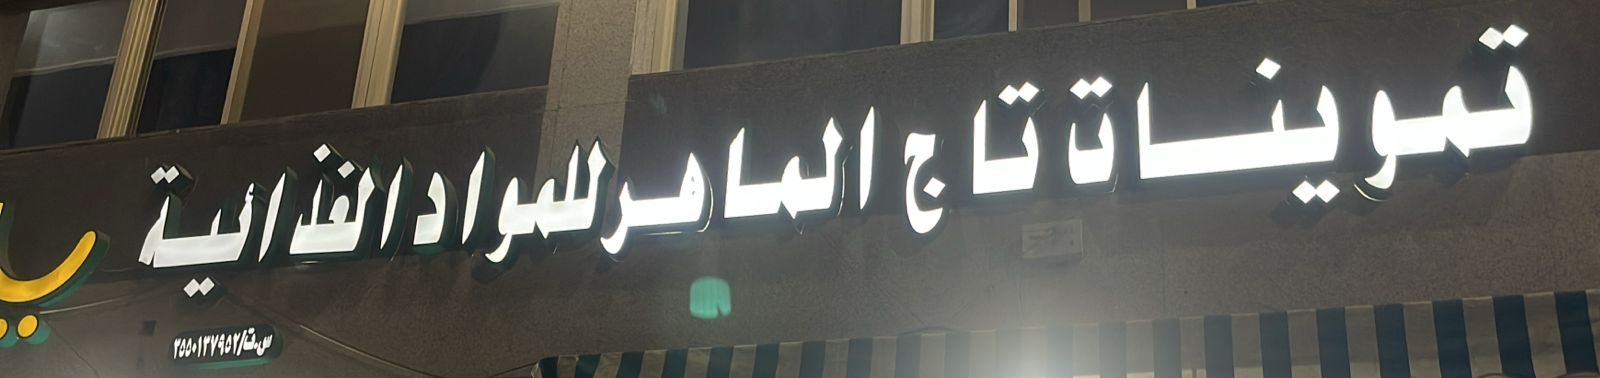 تموينات تاج الماهر للمواد الغذائية
س.ت/٣٥٥٠١٣٧٩٥٢